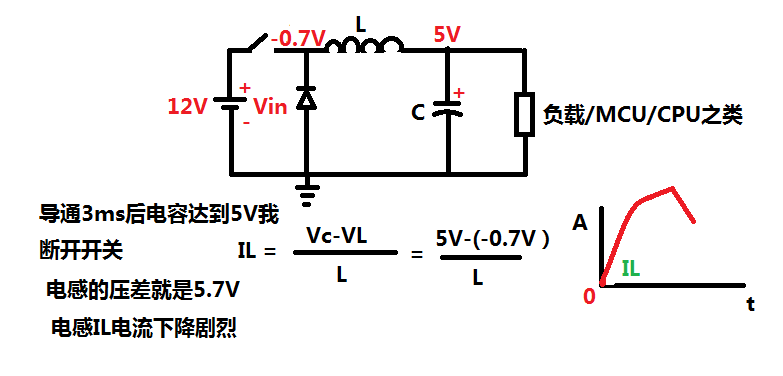 L
-0.7V
5V
12V
+
Vin
-
C
+
负载/MCU/CPU之类
导通3ms后电容达到5V我
断开开关
IL = Vc-VL / L = 5V-(-0.7V ) / L
电感的压差就是5.7V
电感IL电流下降剧烈
A
IL
0
t